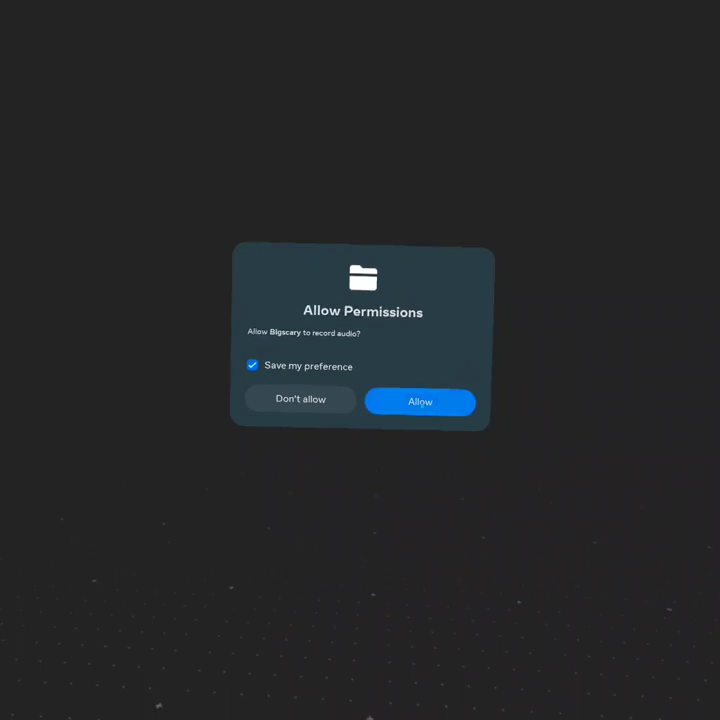 Allow Permissions
Allow Bigscary to record audio?
Save my preference
Don't allow
Allow